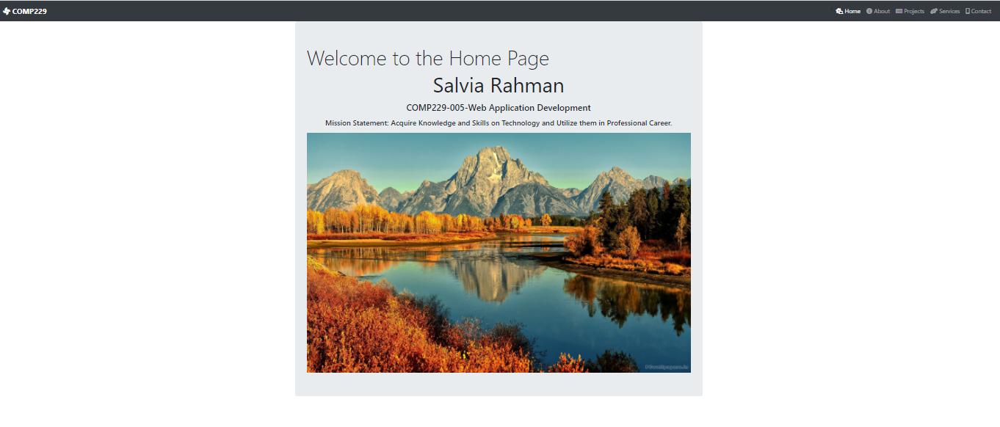 COMP229
Home About Projects Services Contact
Welcome to the Home Page
Salvia Rahman
COMP229-005-Web Application Development
Mission Statement: Acquire Knowledge and Skills on Technology and Utilize them in Professional Career.